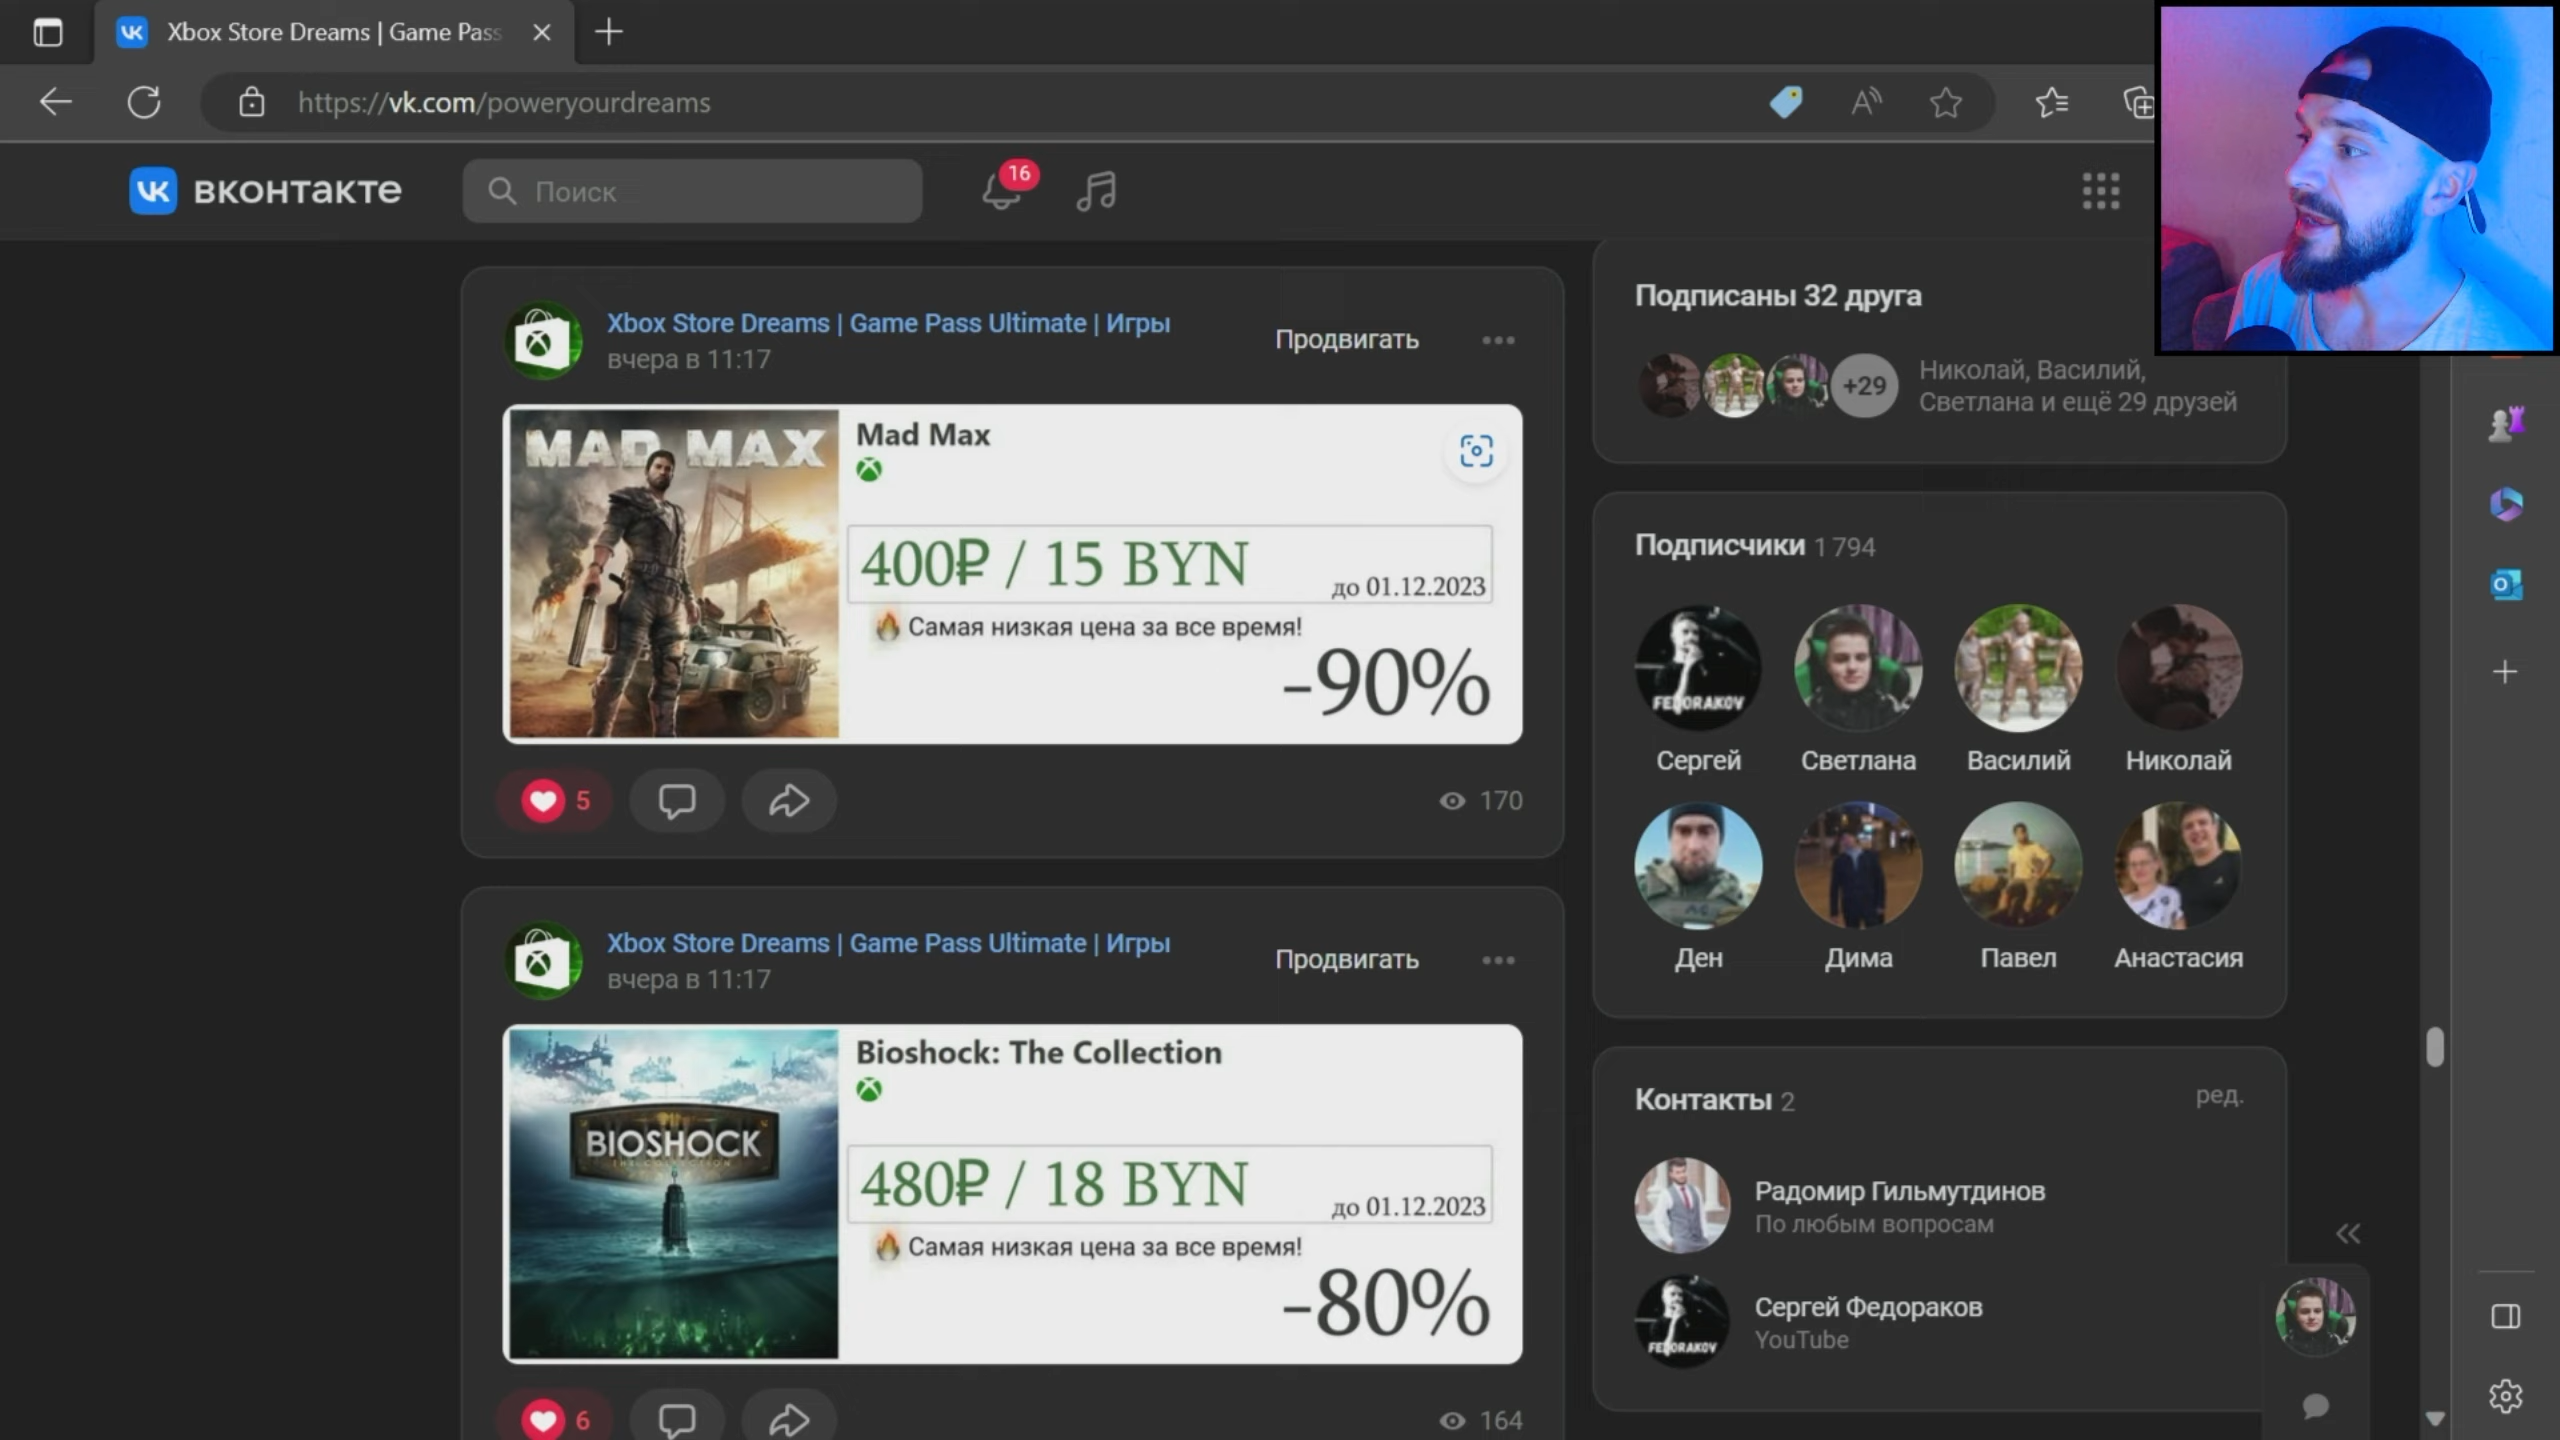 Xbox Store Dreams | Game Pass
https://vk.com/poweryourdreams
вконтакте
Поиск
16
Xbox Store Dreams | Game Pass Ultimate | Игры
вчера в 11:17
Продвигать
MAD MAX
Mad Max
400₽ / 15 BYN
до 01.12.2023
Самая низкая цена за все время!
-90%
5
170
Xbox Store Dreams | Game Pass Ultimate | Игры
вчера в 11:17
Продвигать
BIOSHOCK
THE COLLECTION
Bioshock: The Collection
480₽ / 18 BYN
до 01.12.2023
Самая низкая цена за все время!
-80%
6
164
Подписаны 32 друга
+29
Николай, Василий,
Светлана и ещё 29 друзей
Подписчики 1 794
FEDORAKOV
Сергей
Светлана
Василий
Николай
Ден
Дима
Павел
Анастасия
Контакты 2
ред.
Радомир Гильмутдинов
По любым вопросам
FEDORAKOV
Сергей Федораков
YouTube